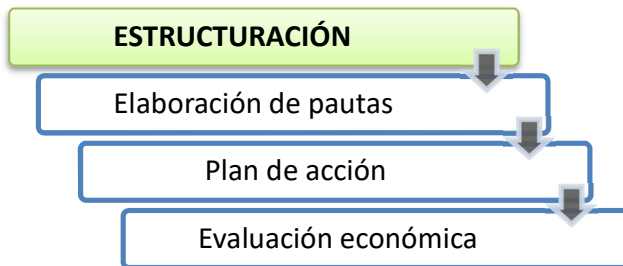 ESTRUCTURACIÓN
Elaboración de pautas
Plan de acción
Evaluación económica